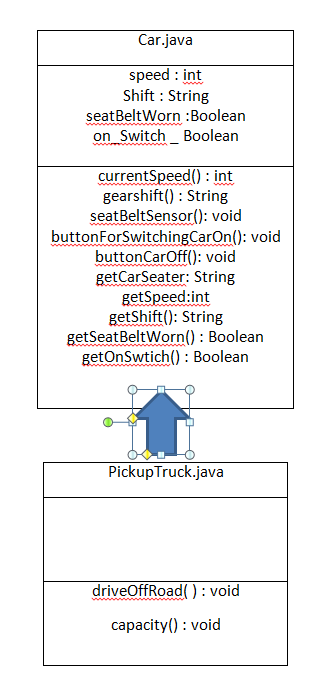 Car.java
speed : int
Shift : String
seatBeltWorn :Boolean
on_Switch _ Boolean
currentSpeed() : int
gearshift() : String
seatBeltSensor(): void
buttonForSwitchingCarOn(): void
buttonCarOff(): void
getCarSeater: String
getSpeed:int
getShift(): String
getSeatBeltWorn() : Boolean
getOnSwtich() : Boolean
PickupTruck.java
driveOffRoad( ) : void
capacity() : void